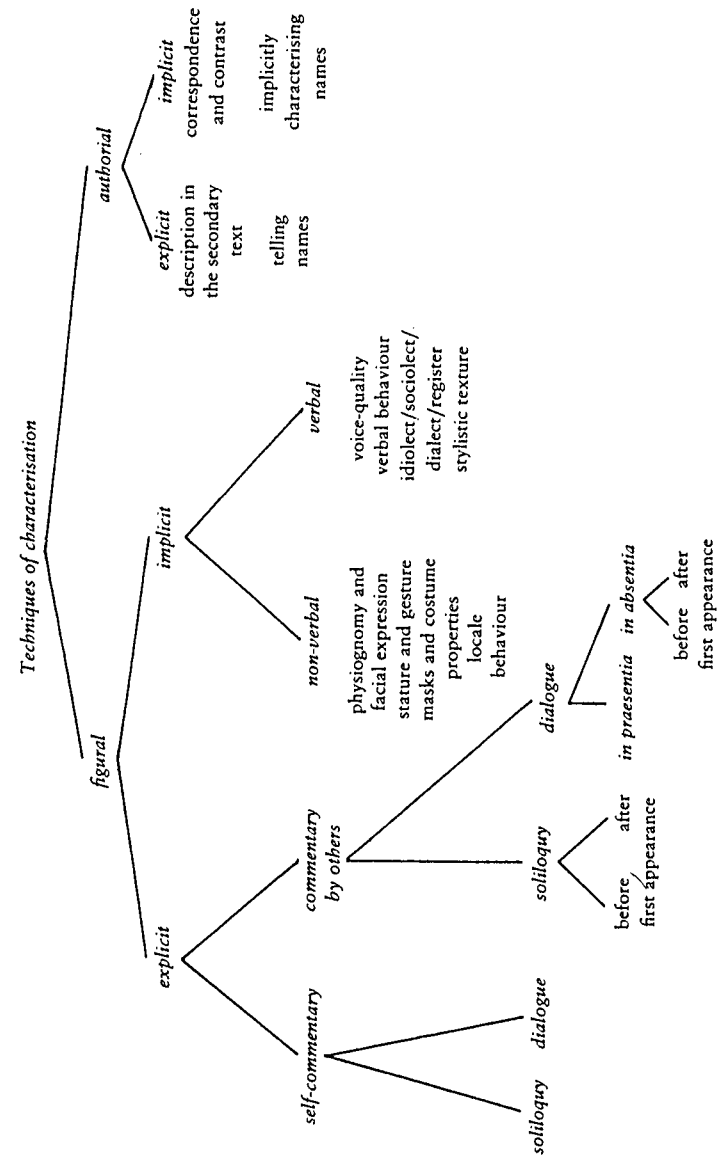 Techniques of characterisation
figural
authorial
explicit
implicit
explicit
description in
the secondary
text
telling
names
implicit
correspondence
and contrast
implicitly
characterising
names
self-commentary
commentary
by others
non-verbal
physiognomy and
facial expression
stature and gesture
masks and costume
properties
locale
behaviour
verbal
voice-quality
verbal behaviour
idiolect/sociolect/
dialect/register
stylistic texture
soliloquy
dialogue
soliloquy
dialogue
before after
first appearance
in praesentia in absentia
before after
first appearance